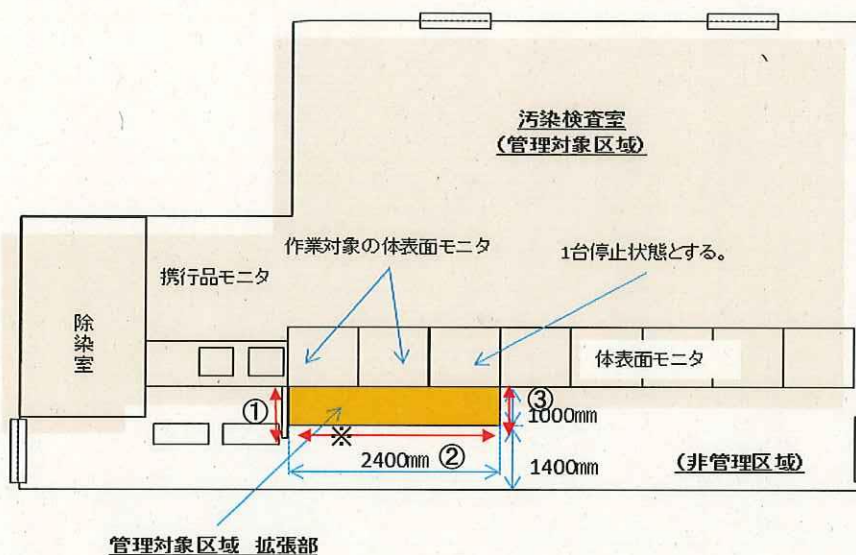 汚染検査室
(管理対象区域)
作業対象の体表面モニタ
1台停止状態とする。
携行品モニタ
除染室
体表面モニタ
①
③
1000mm
※
2400mm ②
1400mm
(非管理区域)
管理対象区域 拡張部